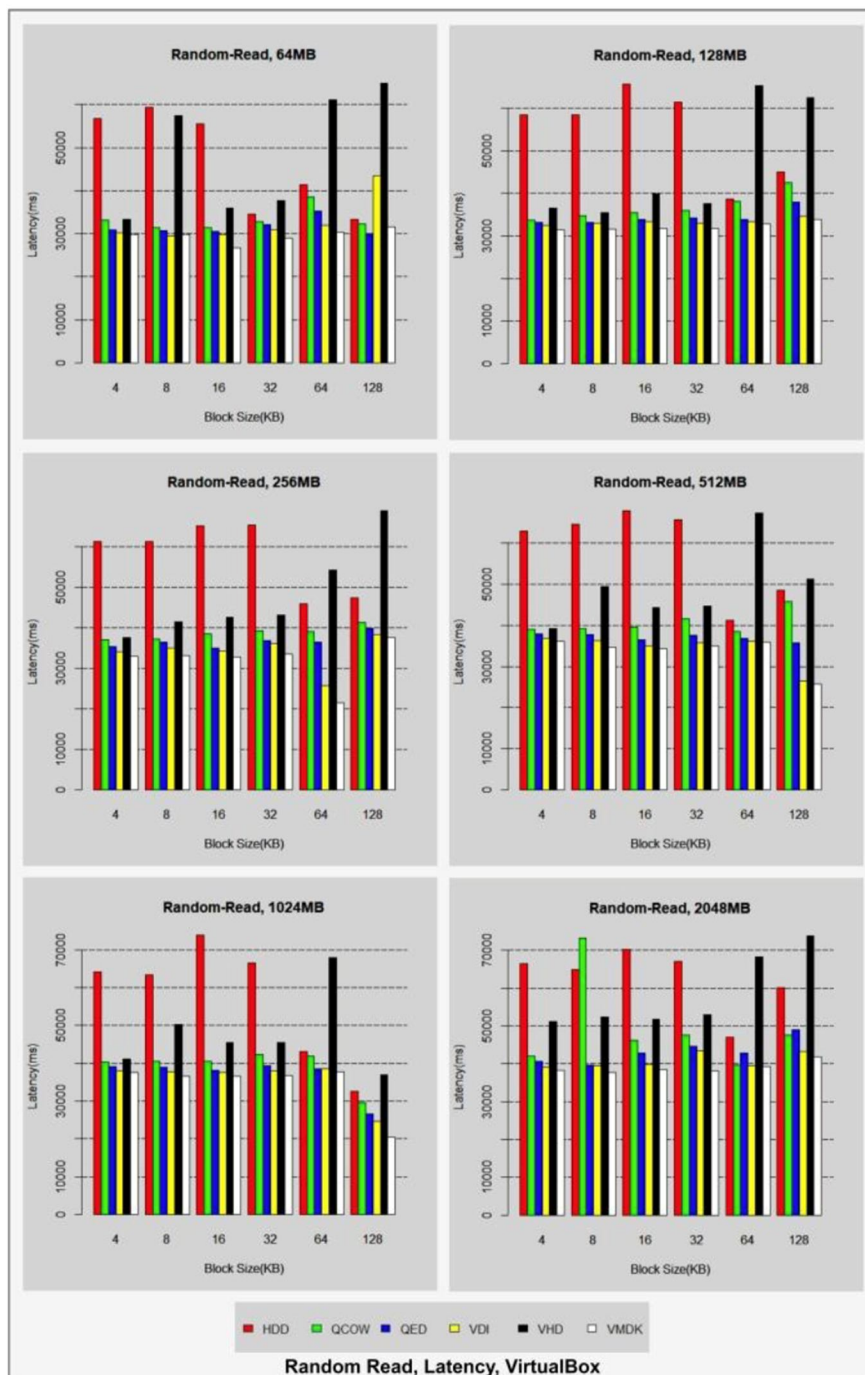 Random-Read, 64MB
Latency(ms)
0 10000 30000 50000
4 8 16 32 64 128
Block Size(KB)
Random-Read, 128MB
Latency(ms)
0 10000 30000 50000
4 8 16 32 64 128
Block Size(KB)
Random-Read, 256MB
Latency(ms)
0 10000 30000 50000
4 8 16 32 64 128
Block Size(KB)
Random-Read, 512MB
Latency(ms)
0 10000 30000 50000
4 8 16 32 64 128
Block Size(KB)
Random-Read, 1024MB
Latency(ms)
0 10000 30000 50000 70000
4 8 16 32 64 128
Block Size(KB)
Random-Read, 2048MB
Latency(ms)
0 10000 30000 50000 70000
4 8 16 32 64 128
Block Size(KB)
HDD QCOW QED VDI VHD VMDK
Random Read, Latency, VirtualBox